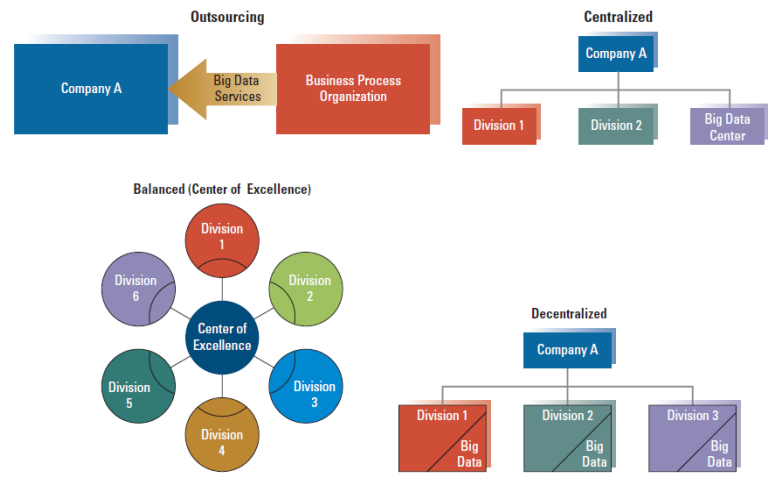 Outsourcing
Company A
Big Data
Services
Business Process
Organization
Centralized
Company A
Division 1
Division 2
Big Data
Center
Balanced (Center of Excellence)
Division
1
Division
2
Division
3
Division
4
Division
5
Division
6
Center of
Excellence
Decentralized
Company A
Division 1
Big
Data
Division 2
Big
Data
Division 3
Big
Data